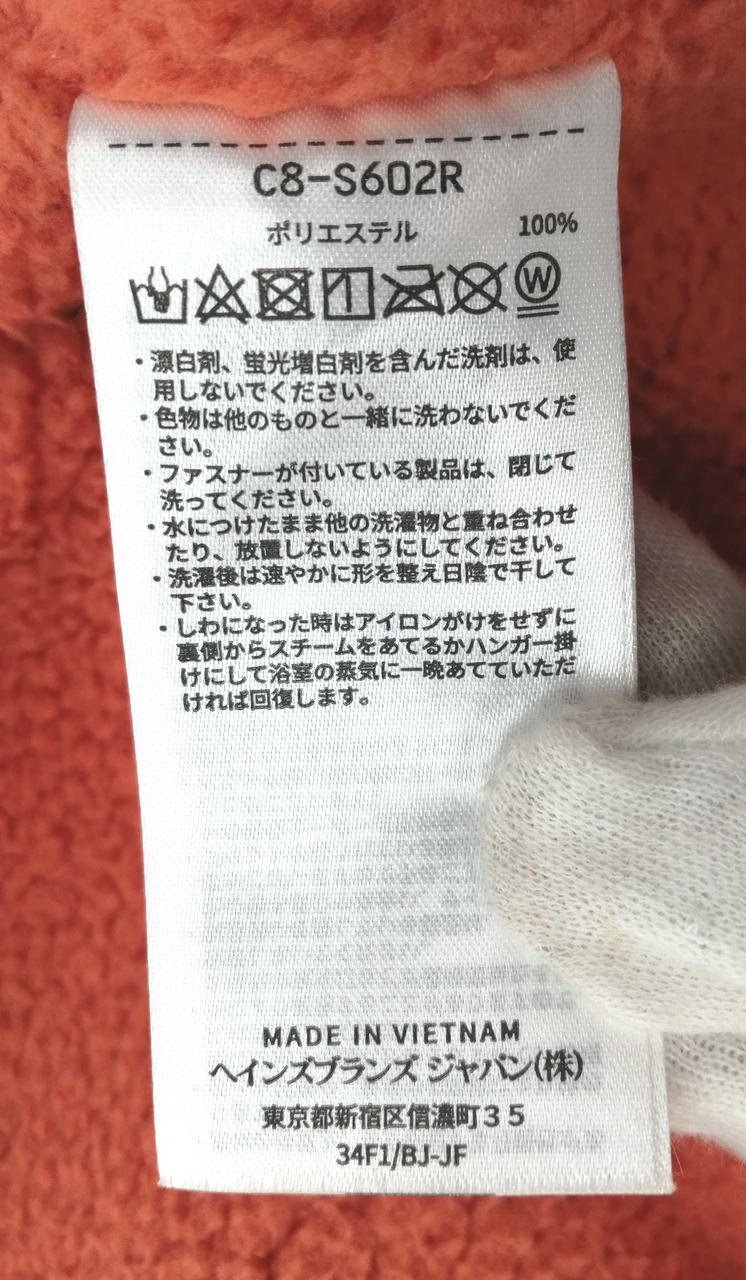 C8-S602R
ポリエステル 100%
W
・漂白剤、蛍光増白剤を含んだ洗剤は、使
用しないでください。
・色物は他のものと一緒に洗わないでくだ
さい。
・ファスナーが付いている製品は、閉じて
洗ってください。
・水につけたまま他の洗濯物と重ね合わせ
たり、放置しないようにしてください。
・洗濯後は速やかに形を整え日陰で干して
下さい。
・しわになった時はアイロンがけをせずに
裏側からスチームをあてるかハンガー掛
けにして浴室の蒸気に一晩あてていただ
ければ回復します。
MADE IN VIETNAM
ヘインズブランズ ジャパン(株)
東京都新宿区信濃町３５
34F1/BJ-JF